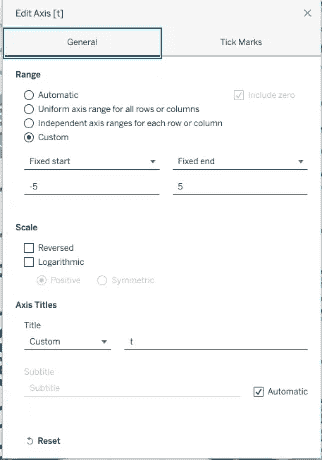 Edit Axis [t]
General
Tick Marks
Range
Automatic
Include zero
Uniform axis range for all rows or columns
Independent axis ranges for each row or column
Custom
Fixed start
Fixed end
-5
5
Scale
Reversed
Logarithmic
Positive
Symmetric
Axis Titles
Title
Custom
t
Subtitle
Subtitle
Automatic
Reset